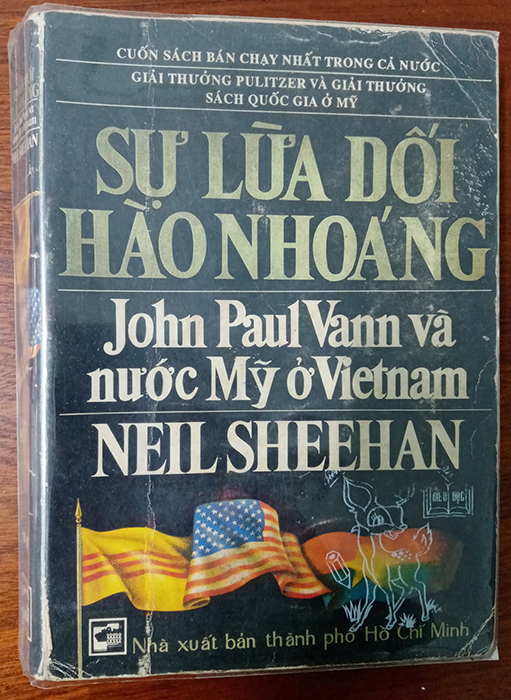 CUỐN SÁCH BÁN CHẠY NHẤT TRONG CẢ NƯỚC
GIẢI THƯỞNG PULITZER VÀ GIẢI THƯỞNG
SÁCH QUỐC GIA Ở MỸ
SỰ LỪA DỐI
HÀO NHOÁNG
John Paul Vann và
nước Mỹ ở Vietnam
NEIL SHEEHAN
Nhà xuất bản thành phố Hồ Chí Minh